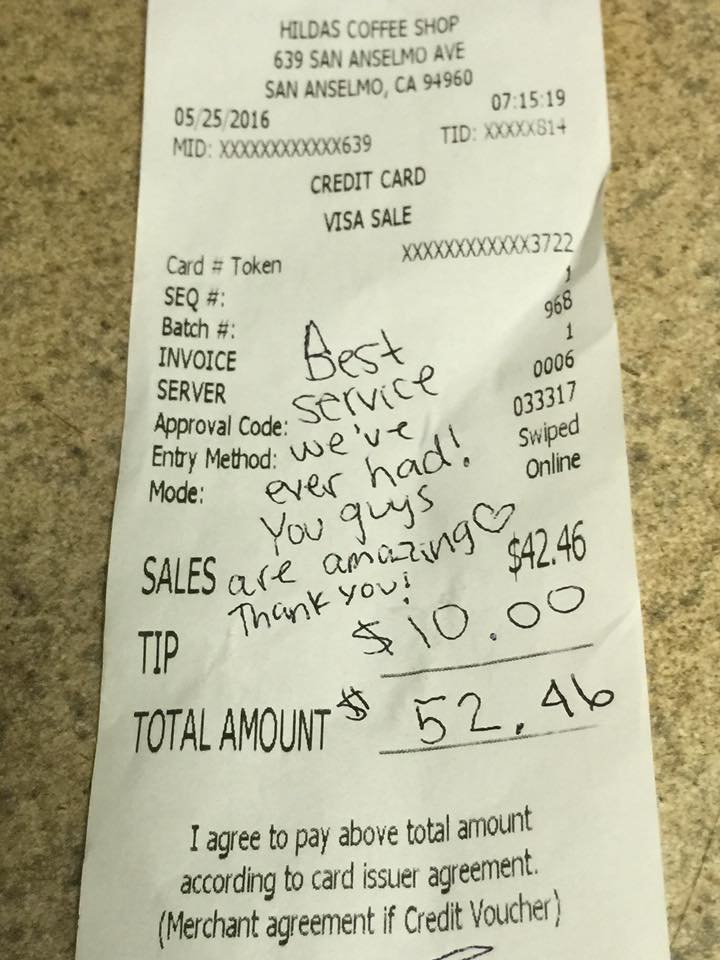 HILDAS COFFEE SHOP
639 SAN ANSELMO AVE
SAN ANSELMO, CA 94960
05/25/2016 07:15:19
MID: XXXXXXXXXXXX639 TID: XXXXX814
CREDIT CARD
VISA SALE
Card # Token XXXXXXXXXXXX3722
SEQ #: 1
Batch #: 968
INVOICE 1
SERVER 0006
Approval Code: 033317
Entry Method: Swiped
Mode: Online
Best
service
we've
ever had!
You guys
are amazing♡
Thank you!
SALES $42.46
TIP $10.00
TOTAL AMOUNT $52.46
I agree to pay above total amount
according to card issuer agreement.
(Merchant agreement if Credit Voucher)